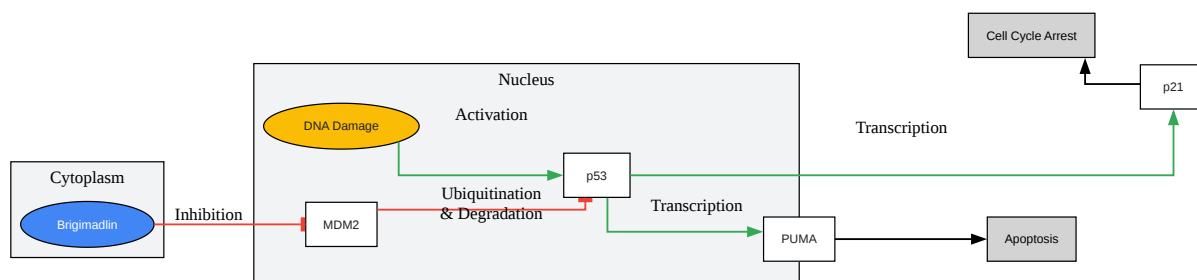 Cell Cycle Arrest
Nucleus
p21
Activation
DNA Damage
Transcription
Cytoplasm
p53
Ubiquitination
& Degradation
Transcription
Inhibition
Brigimadlin
MDM2
PUMA
Apoptosis